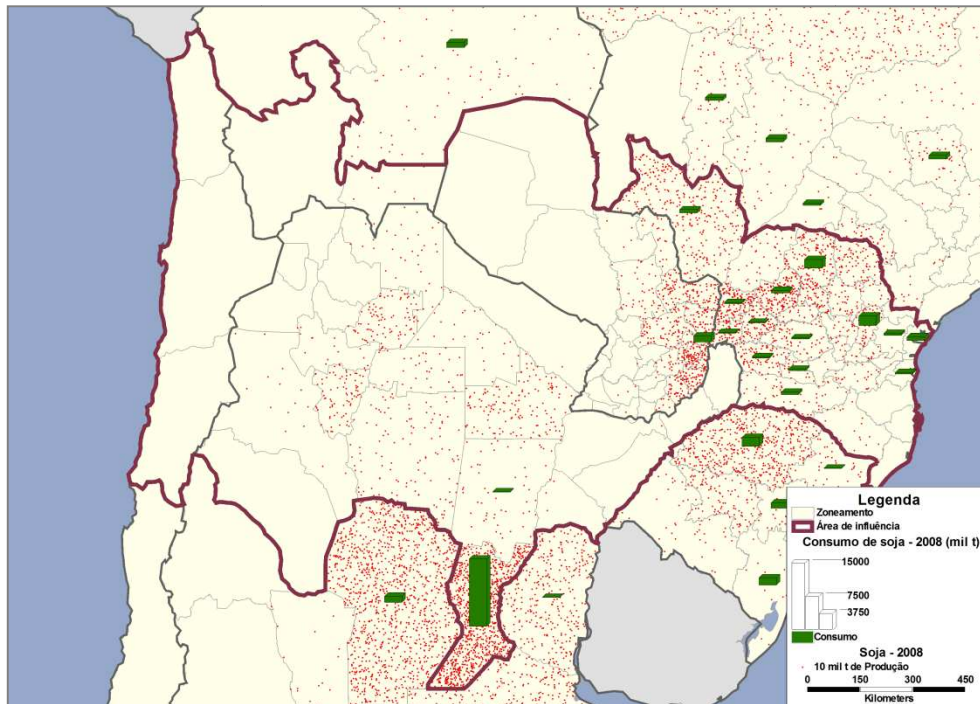 Legenda
Zoneamento
Área de influência
Consumo de soja - 2008 (mil t)
15000
7500
3750
Consumo
Soja - 2008
10 mil t de Produção
0 150 300 450
Kilometers